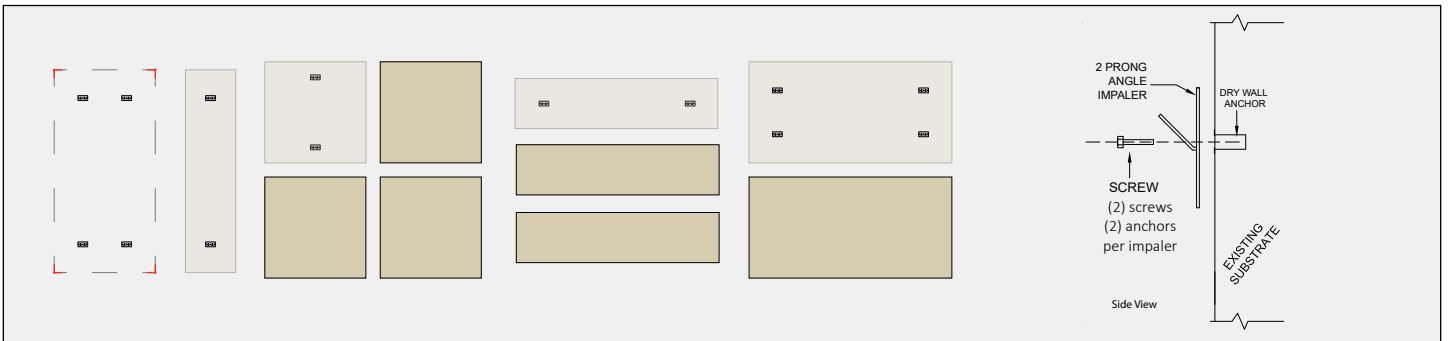 2 PRONG
ANGLE
IMPALER
DRY WALL
ANCHOR
SCREW
(2) screws
(2) anchors
per impaler
EXISTING
SUBSTRATE
Side View